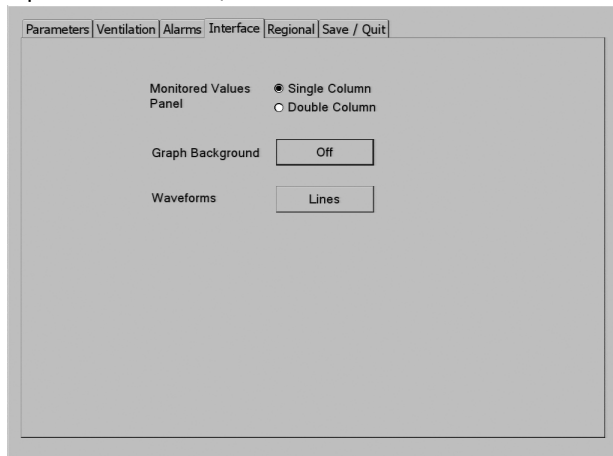 Parameters Ventilation Alarms Interface Regional Save / Quit
Monitored Values Panel
Single Column
Double Column
Graph Background Off
Waveforms Lines